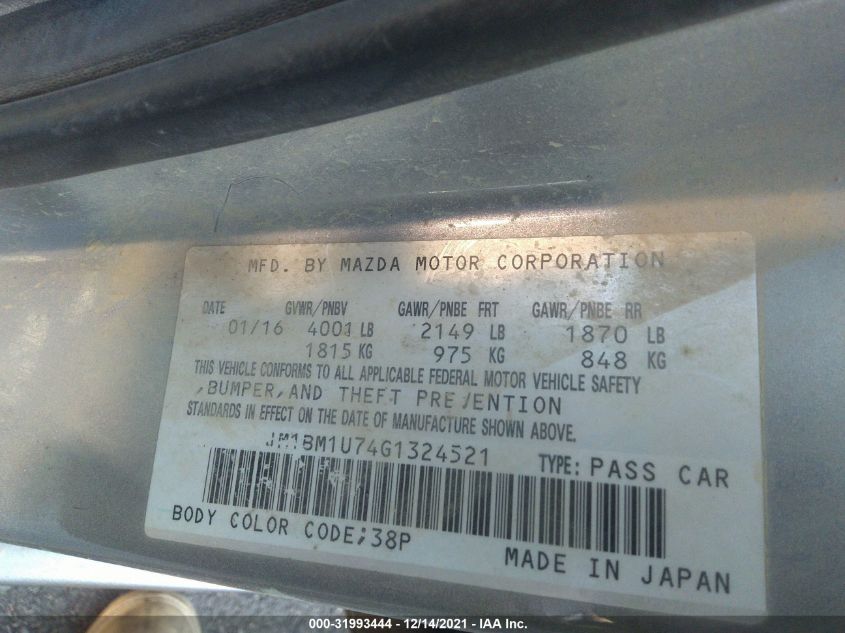 MFD. BY MAZDA MOTOR CORPORATION
DATE GVWR/PNBV GAWR/PNBE FRT GAWR/PNBE RR
01/16 4001 LB 2149 LB 1870 LB
1815 KG 975 KG 848 KG
THIS VEHICLE CONFORMS TO ALL APPLICABLE FEDERAL MOTOR VEHICLE SAFETY
,BUMPER,AND THEFT PREVENTION
STANDARDS IN EFFECT ON THE DATE OF MANUFACTURE SHOWN ABOVE.
JM1BM1U74G1324521 TYPE: PASS CAR
BODY COLOR CODE;38P
MADE IN JAPAN
000-31993444 - 12/14/2021 - IAA Inc.